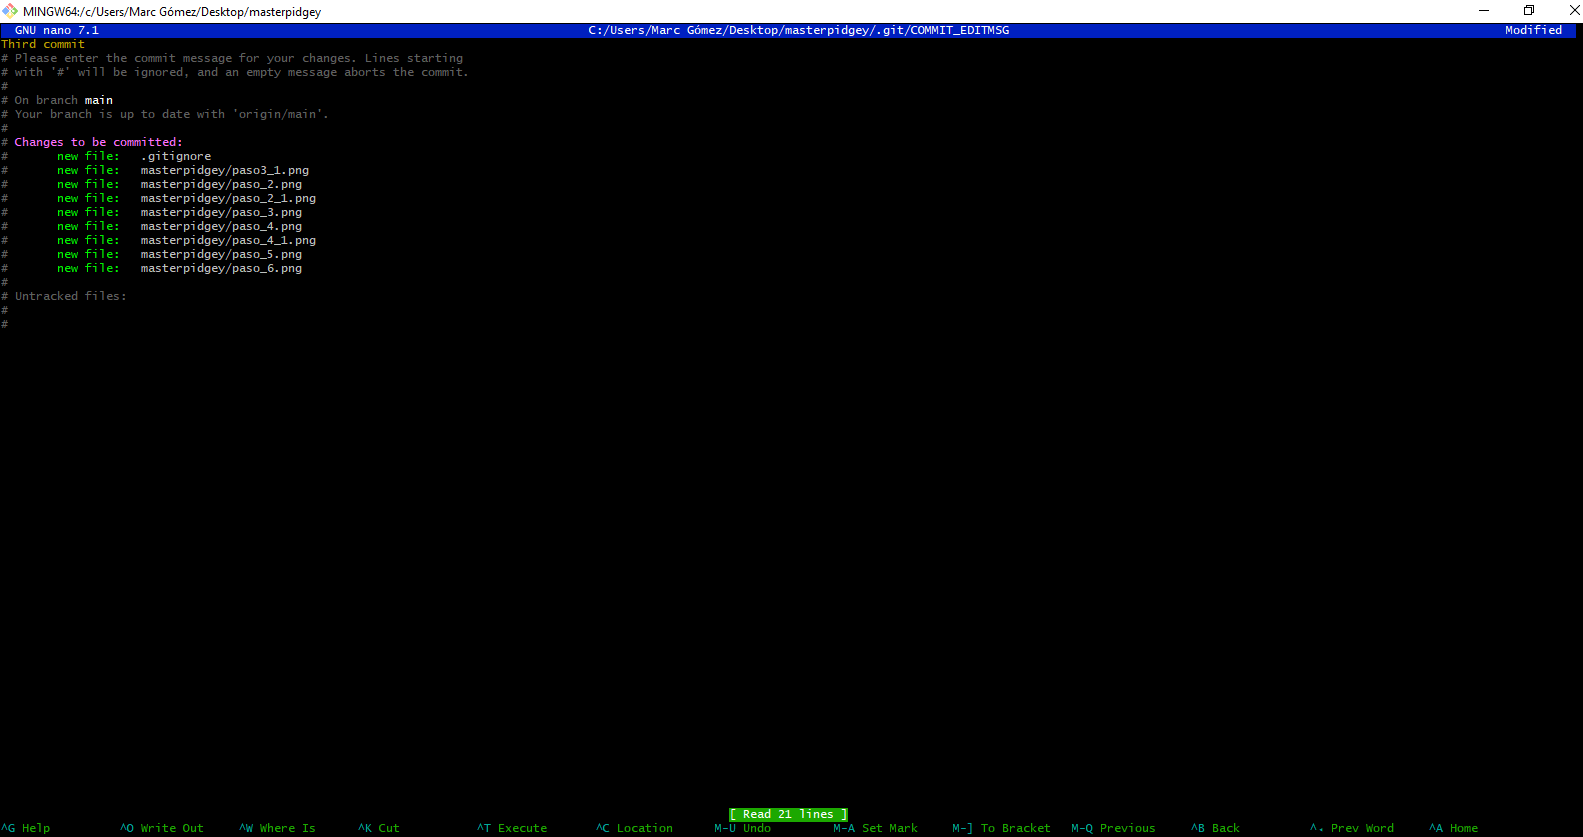 MINGW64:/c/Users/Marc Gómez/Desktop/masterpidgey
GNU nano 7.1 C:/Users/Marc Gómez/Desktop/masterpidgey/.git/COMMIT_EDITMSG Modified
Third commit
# Please enter the commit message for your changes. Lines starting
# with '#' will be ignored, and an empty message aborts the commit.
#
# On branch main
# Your branch is up to date with 'origin/main'.
#
# Changes to be committed:
# new file: .gitignore
# new file: masterpidgey/paso3_1.png
# new file: masterpidgey/paso_2.png
# new file: masterpidgey/paso_2_1.png
# new file: masterpidgey/paso_3.png
# new file: masterpidgey/paso_4.png
# new file: masterpidgey/paso_4_1.png
# new file: masterpidgey/paso_5.png
# new file: masterpidgey/paso_6.png
#
# Untracked files:
#
#
[ Read 21 lines ]
^G Help ^O Write Out ^W Where Is ^K Cut ^T Execute ^C Location M-U Undo M-A Set Mark M-] To Bracket M-Q Previous ^B Back ^◂ Prev Word ^A Home